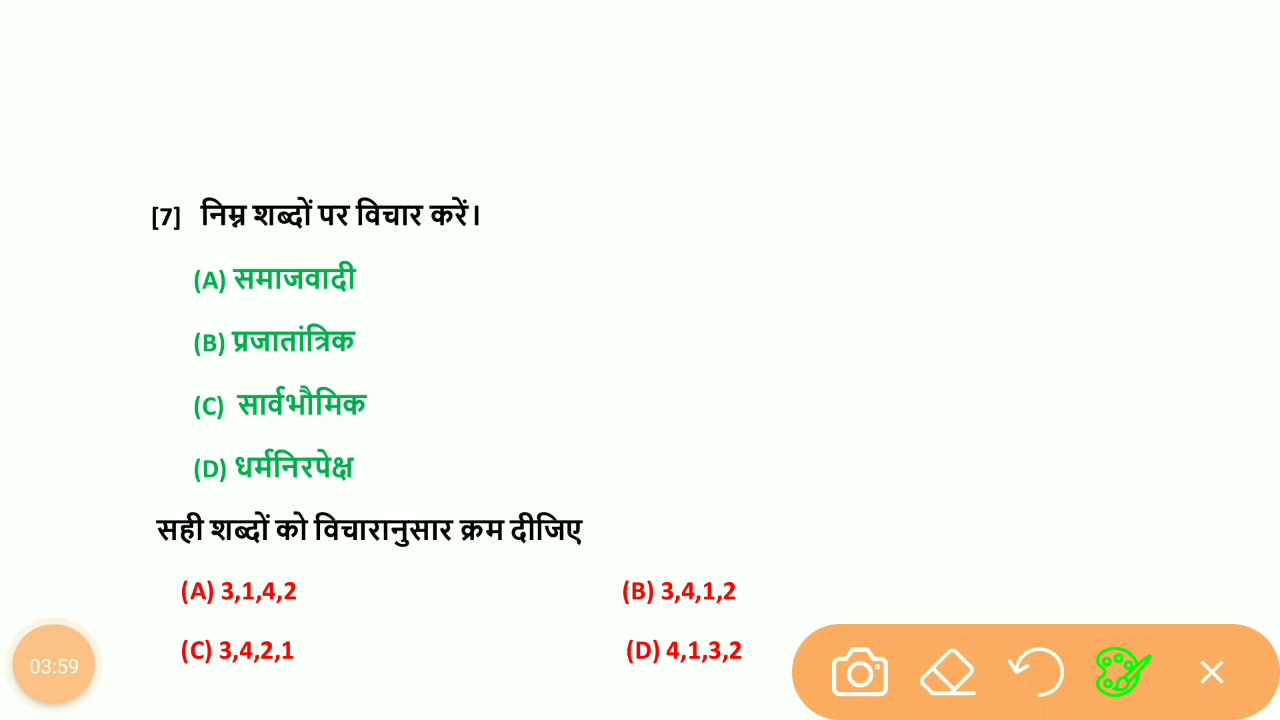 [7] निम्न शब्दों पर विचार करें।
(A) समाजवादी
(B) प्रजातांत्रिक
(C) सार्वभौमिक
(D) धर्मनिरपेक्ष
सही शब्दों को विचारानुसार क्रम दीजिए
(A) 3,1,4,2 (B) 3,4,1,2
(C) 3,4,2,1 (D) 4,1,3,2
03:59